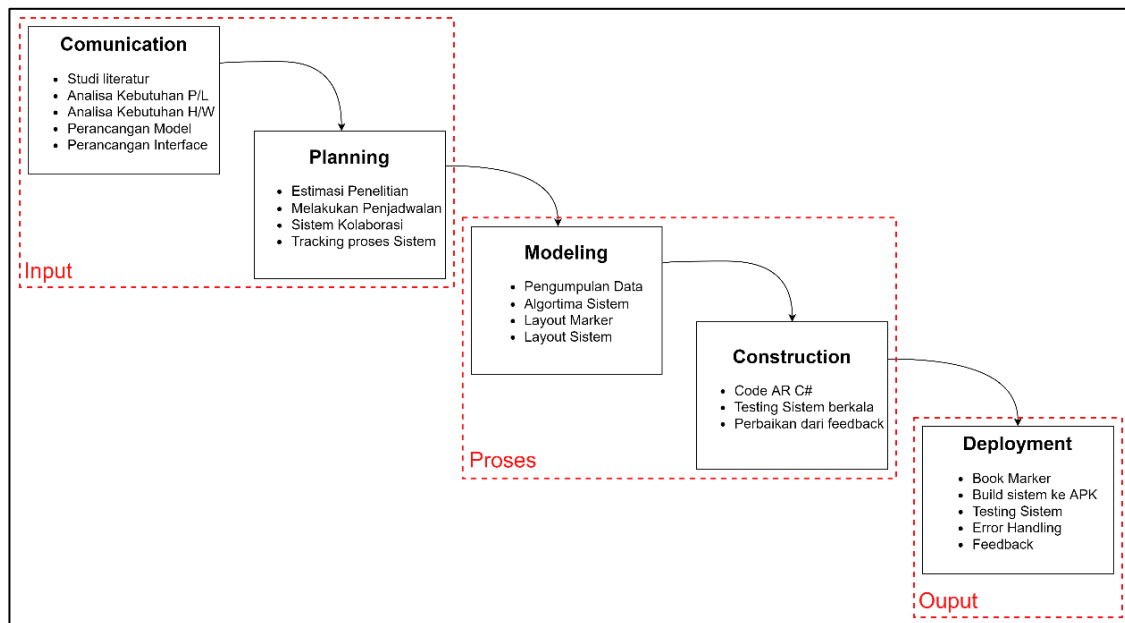 Comunication
Studi literatur
Analisa Kebutuhan P/L
Analisa Kebutuhan H/W
Perancangan Model
Perancangan Interface
Planning
Estimasi Penelitian
Melakukan Penjadwalan
Sistem Kolaborasi
Tracking proses Sistem
Input
Modeling
Pengumpulan Data
Algortima Sistem
Layout Marker
Layout Sistem
Construction
Code AR C#
Testing Sistem berkala
Perbaikan dari feedback
Proses
Deployment
Book Marker
Build sistem ke APK
Testing Sistem
Error Handling
Feedback
Ouput